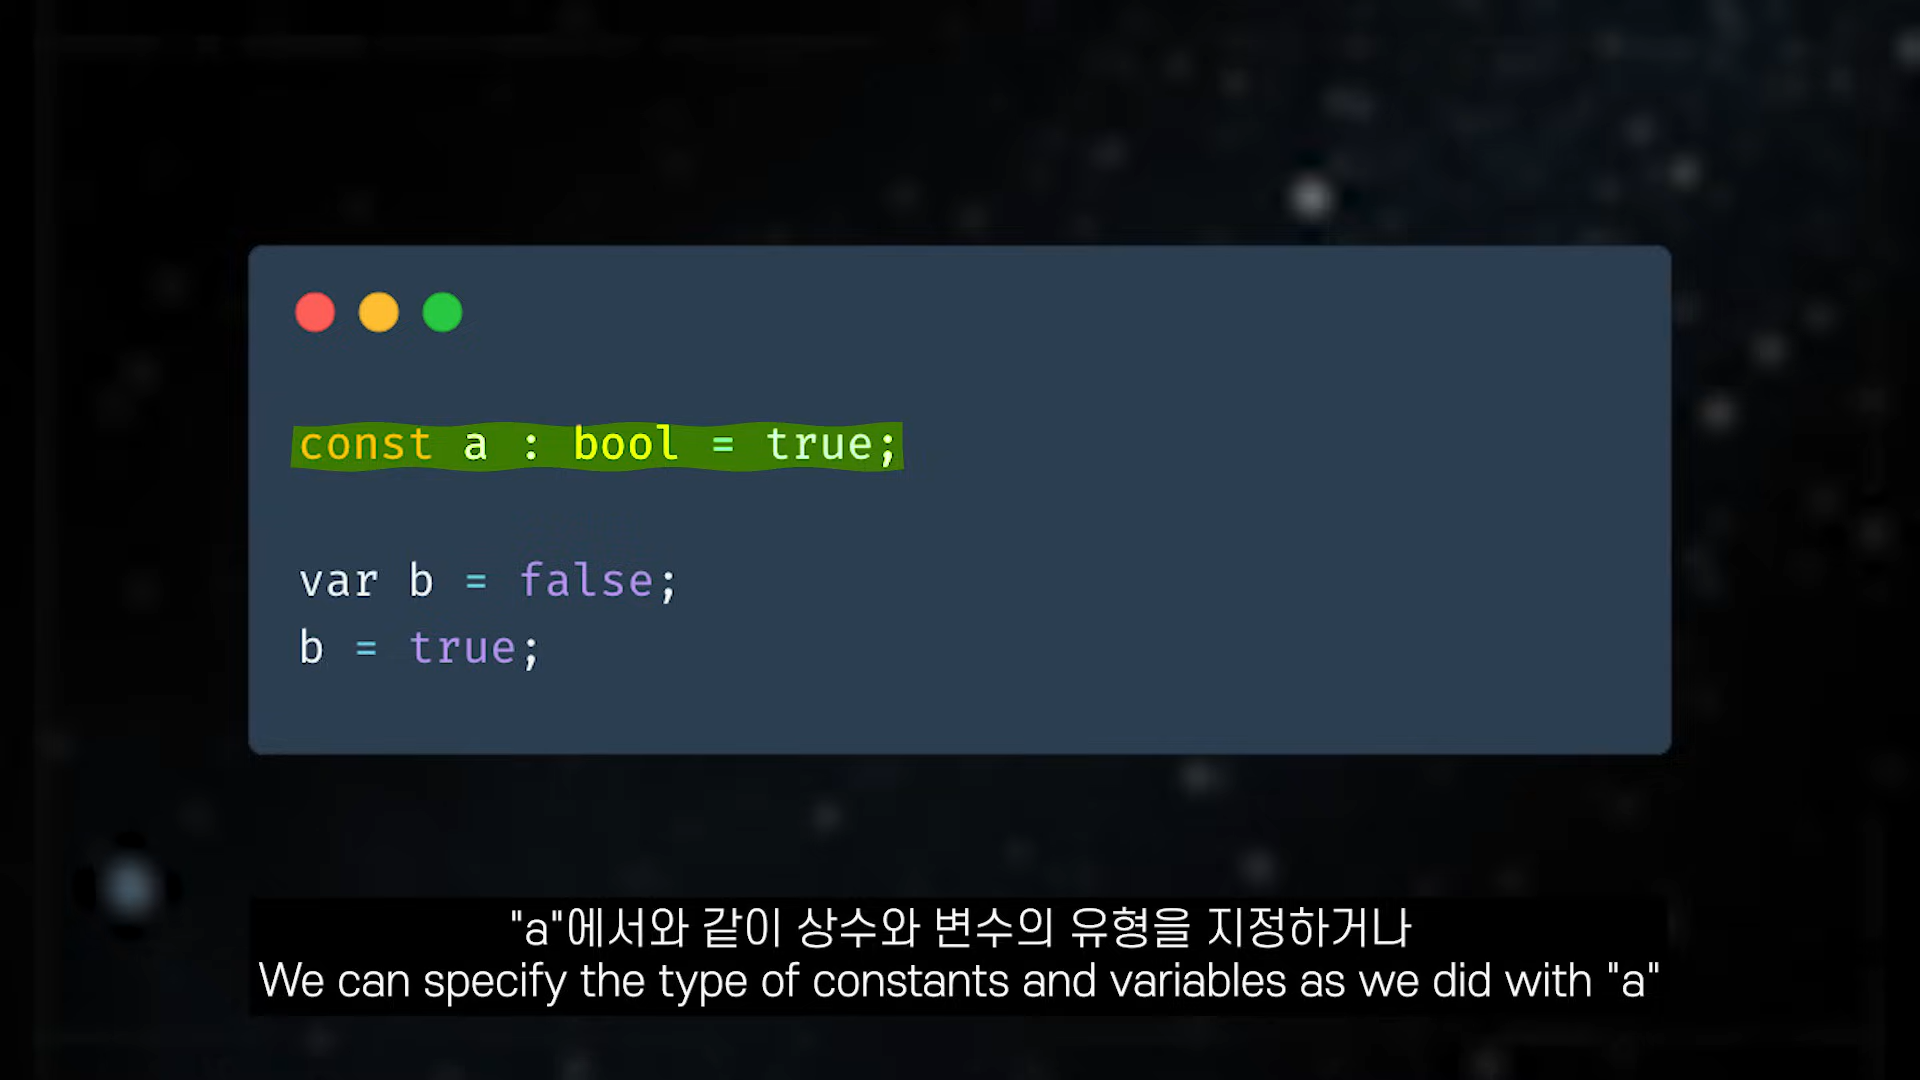 const a : bool = true;
var b = false;
b = true;
"a"에서와 같이 상수와 변수의 유형을 지정하거나
We can specify the type of constants and variables as we did with "a"